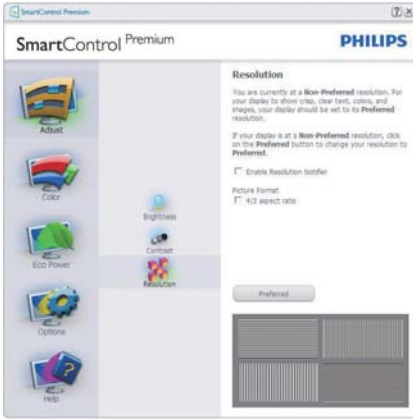 SmartControl Premium
SmartControl Premium
PHILIPS
Adjust
Color
Eco Power
Options
Help
Brightness
Contrast
Resolution
Resolution
You are currently at a Non-Preferred resolution. For
your display to show crisp, clear text, colors, and
images, your display should be set to its Preferred
resolution.
If your display is at a Non-Preferred resolution, click
on the Preferred button to change your resolution to
Preferred.
Enable Resolution Notifier
Picture Format
4:3 aspect ratio
Preferred